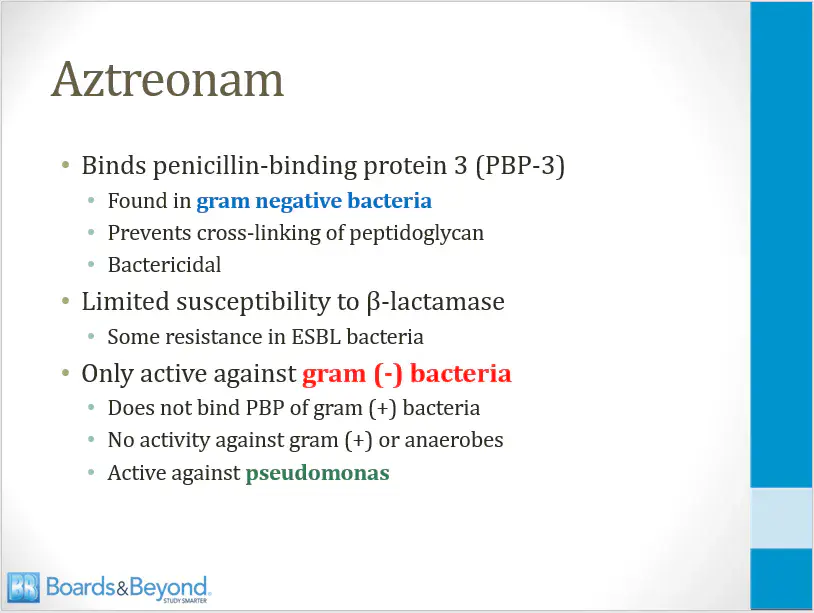 Aztreonam
• Binds penicillin-binding protein 3 (PBP-3)
• Found in gram negative bacteria
• Prevents cross-linking of peptidoglycan
• Bactericidal
• Limited susceptibility to β-lactamase
• Some resistance in ESBL bacteria
• Only active against gram (-) bacteria
• Does not bind PBP of gram (+) bacteria
• No activity against gram (+) or anaerobes
• Active against pseudomonas
BB Boards&Beyond.
STUDY SMARTER